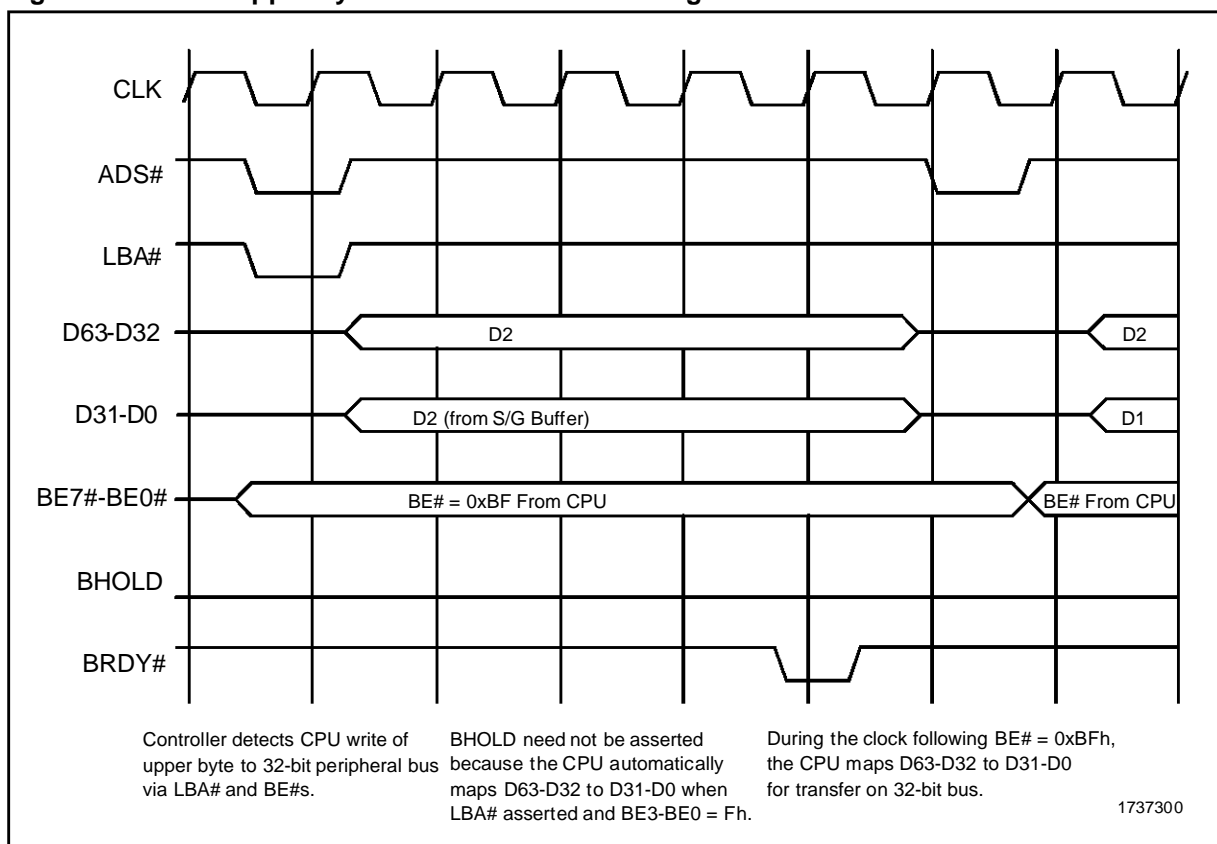 CLK
ADS#
LBA#
D63-D32
D2
D2
D31-D0
D2 (from S/G Buffer)
D1
BE7#-BE0#
BE# = 0xBF From CPU
BE# From CPU
BHOLD
BRDY#
Controller detects CPU write of
upper byte to 32-bit peripheral bus
via LBA# and BE#s.
BHOLD need not be asserted
because the CPU automatically
maps D63-D32 to D31-D0 when
LBA# asserted and BE3-BE0 = Fh.
During the clock following BE# = 0xBFh,
the CPU maps D63-D32 to D31-D0
for transfer on 32-bit bus.
1737300